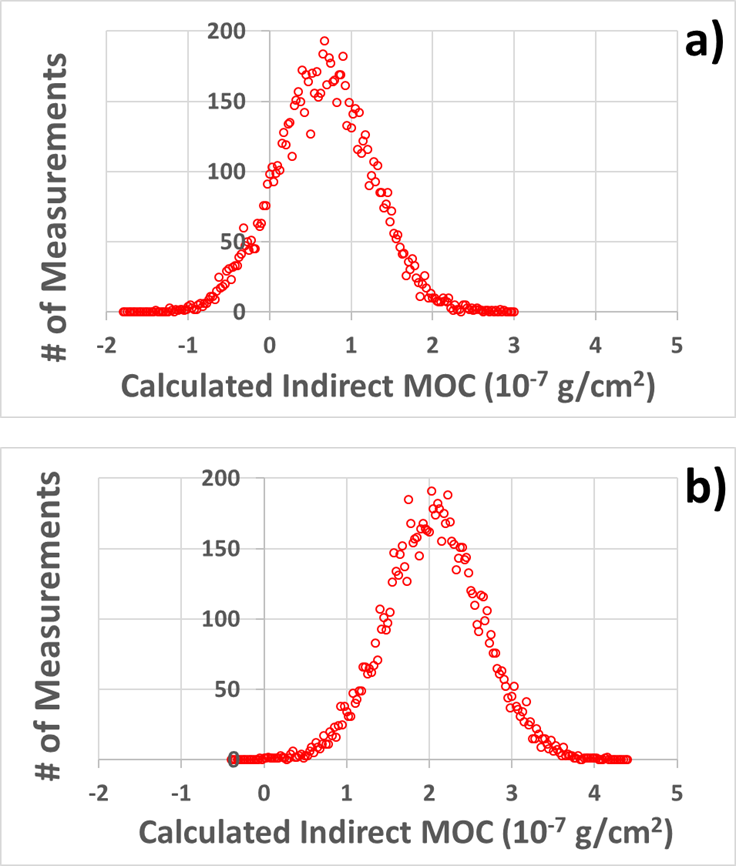 a)
# of Measurements
200
150
100
50
0
-2 -1 0 1 2 3 4 5
Calculated Indirect MOC (10⁻⁷ g/cm²)
b)
# of Measurements
200
150
100
50
0
-2 -1 0 1 2 3 4 5
Calculated Indirect MOC (10⁻⁷ g/cm²)